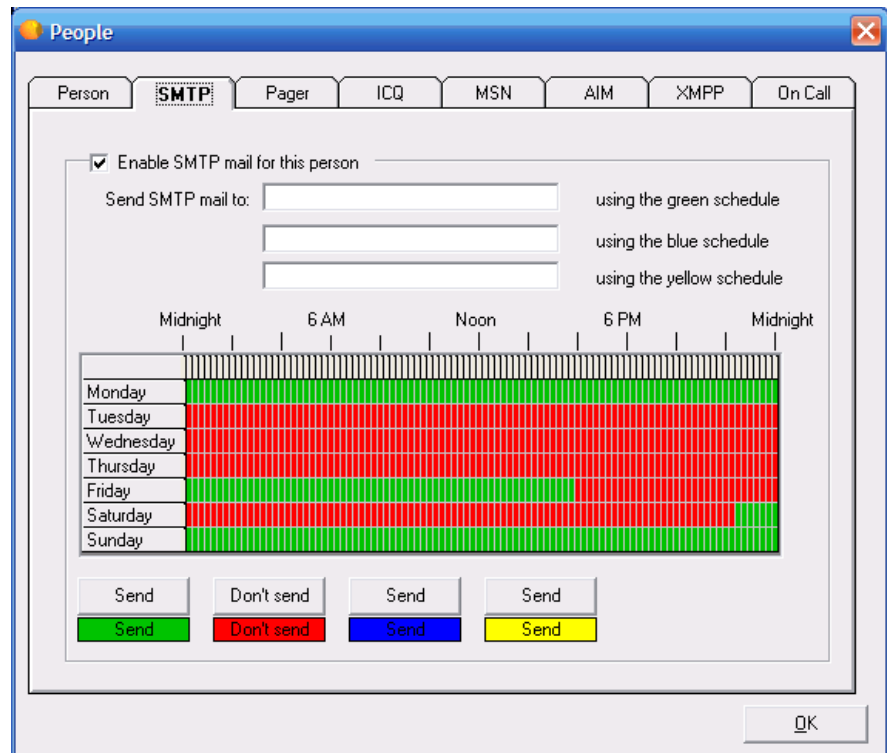 People
Person SMTP Pager ICQ MSN AIM XMPP On Call
Enable SMTP mail for this person
Send SMTP mail to: using the green schedule
using the blue schedule
using the yellow schedule
Midnight 6 AM Noon 6 PM Midnight
Monday
Tuesday
Wednesday
Thursday
Friday
Saturday
Sunday
Send Don't send Send Send
Send Don't send Send Send
OK